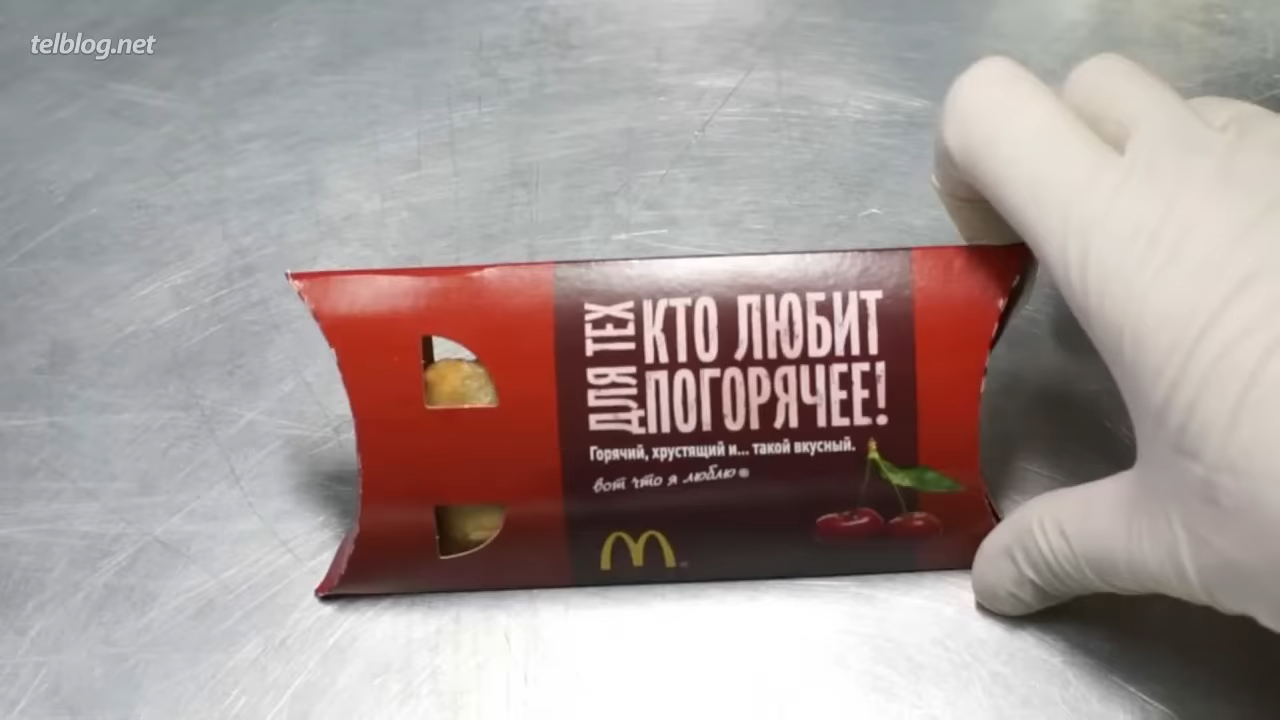 telblog.net
ДЛЯ ТЕХ
КТО ЛЮБИТ
ПОГОРЯЧЕЕ!
Горячий, хрустящий и... такой вкусный.
вот что я люблю®